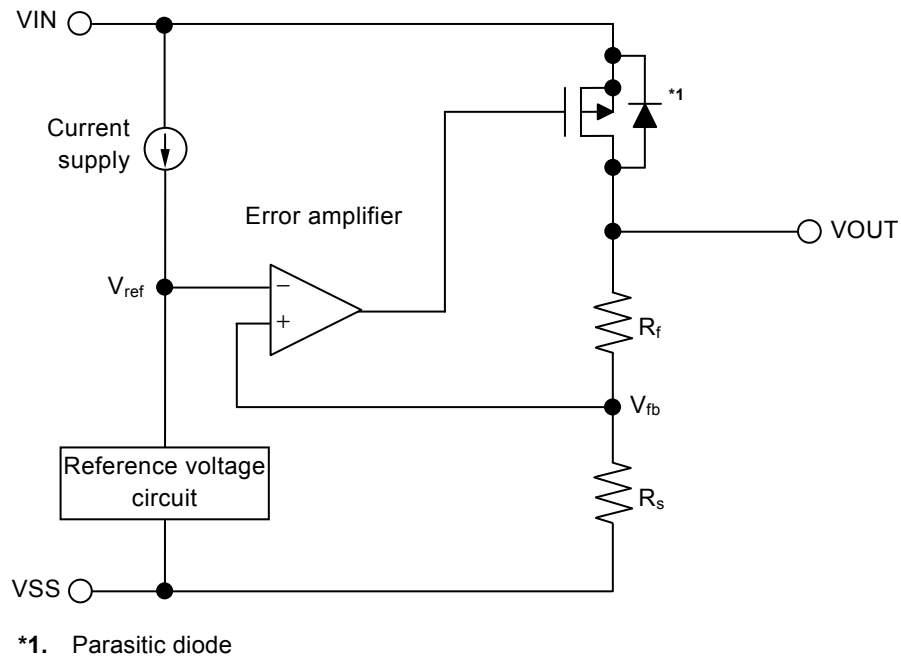 VIN
*1
Current
supply
Error amplifier
VOUT
Vref
−
+
Rf
Vfb
Reference voltage
circuit
Rs
VSS
*1. Parasitic diode